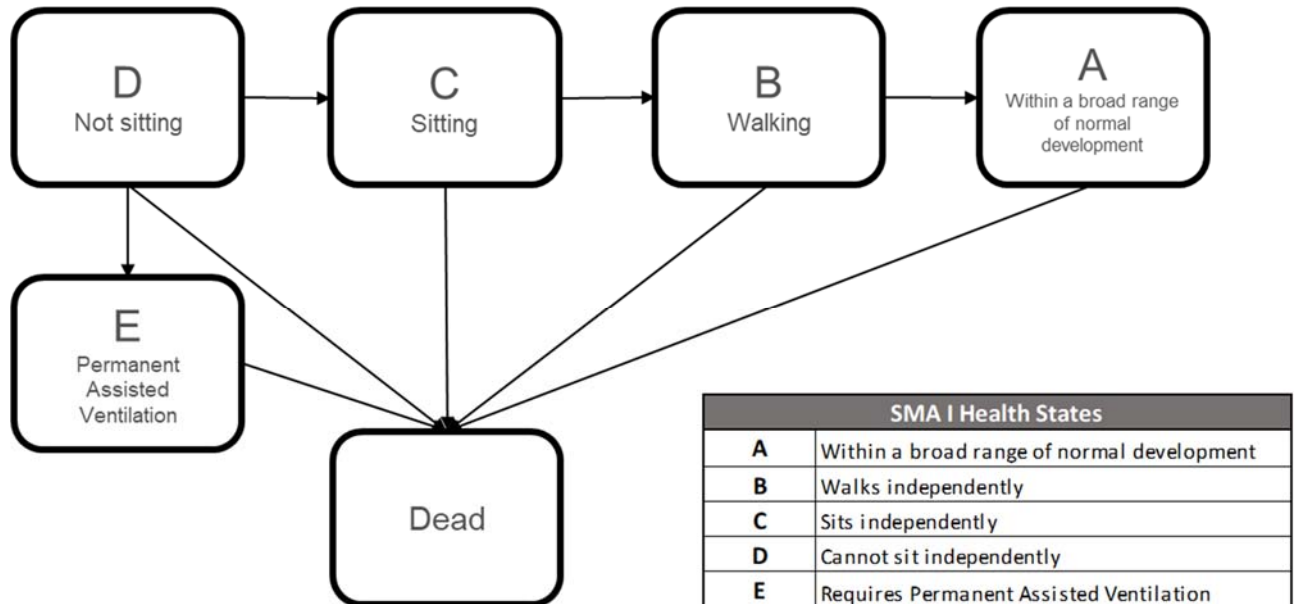 D
Not sitting
C
Sitting
B
Walking
A
Within a broad range
of normal
development
E
Permanent
Assisted
Ventilation
Dead
SMA I Health States
A Within a broad range of normal development
B Walks independently
C Sits independently
D Cannot sit independently
E Requires Permanent Assisted Ventilation